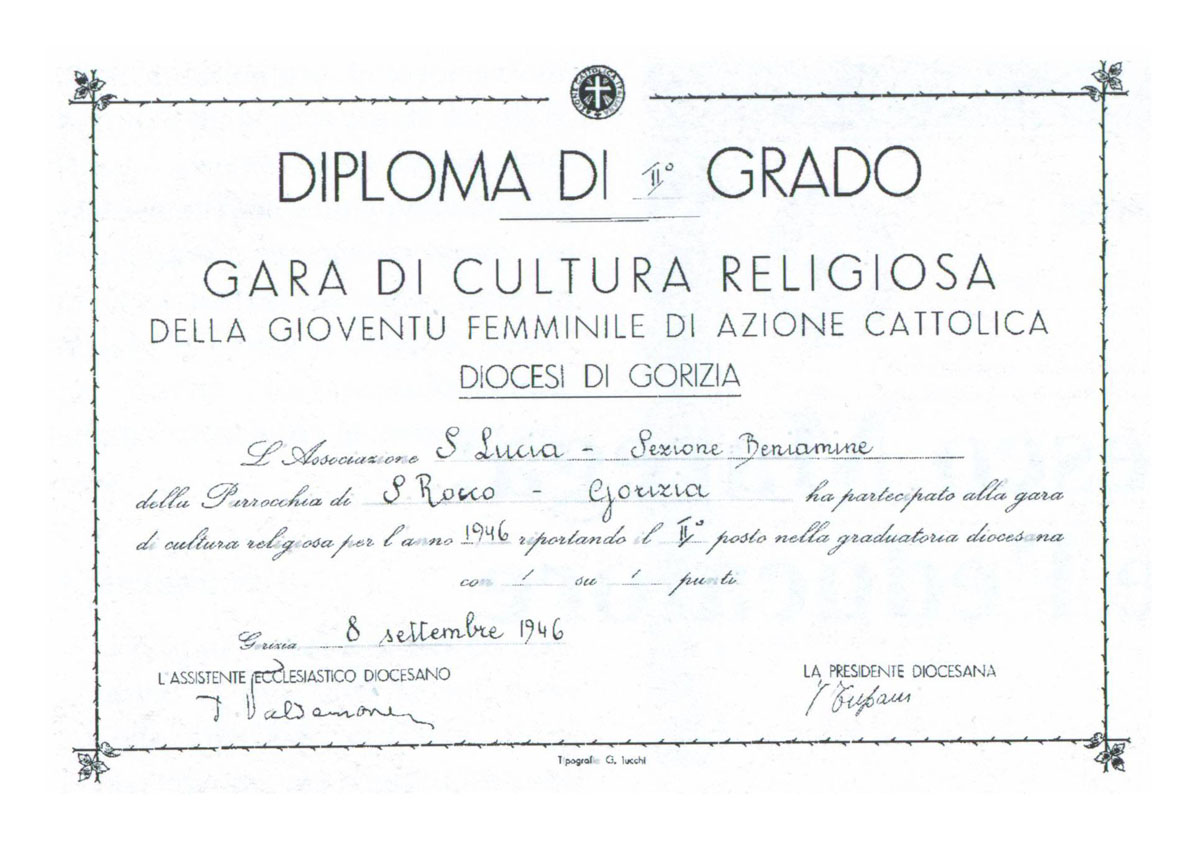 DIPLOMA DI II° GRADO
GARA DI CULTURA RELIGIOSA
DELLA GIOVENTU FEMMINILE DI AZIONE CATTOLICA
DIOCESI DI GORIZIA
L'Associazione S Lucia - Sezione Beniamine
della Parrocchia di S Rocco - Gorizia ha partecipato alla gara
di cultura religiosa per l'anno 1946 riportando il II° posto nella graduatoria diocesana
con / su / punti
Gorizia 8 settembre 1946
L'ASSISTENTE ECCLESIASTICO DIOCESANO
LA PRESIDENTE DIOCESANA
Tipografia G. Iucchi